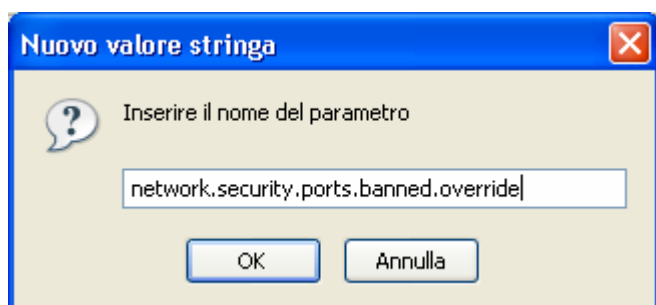 Nuovo valore stringa
Inserire il nome del parametro
network.security.ports.banned.override
OK Annulla